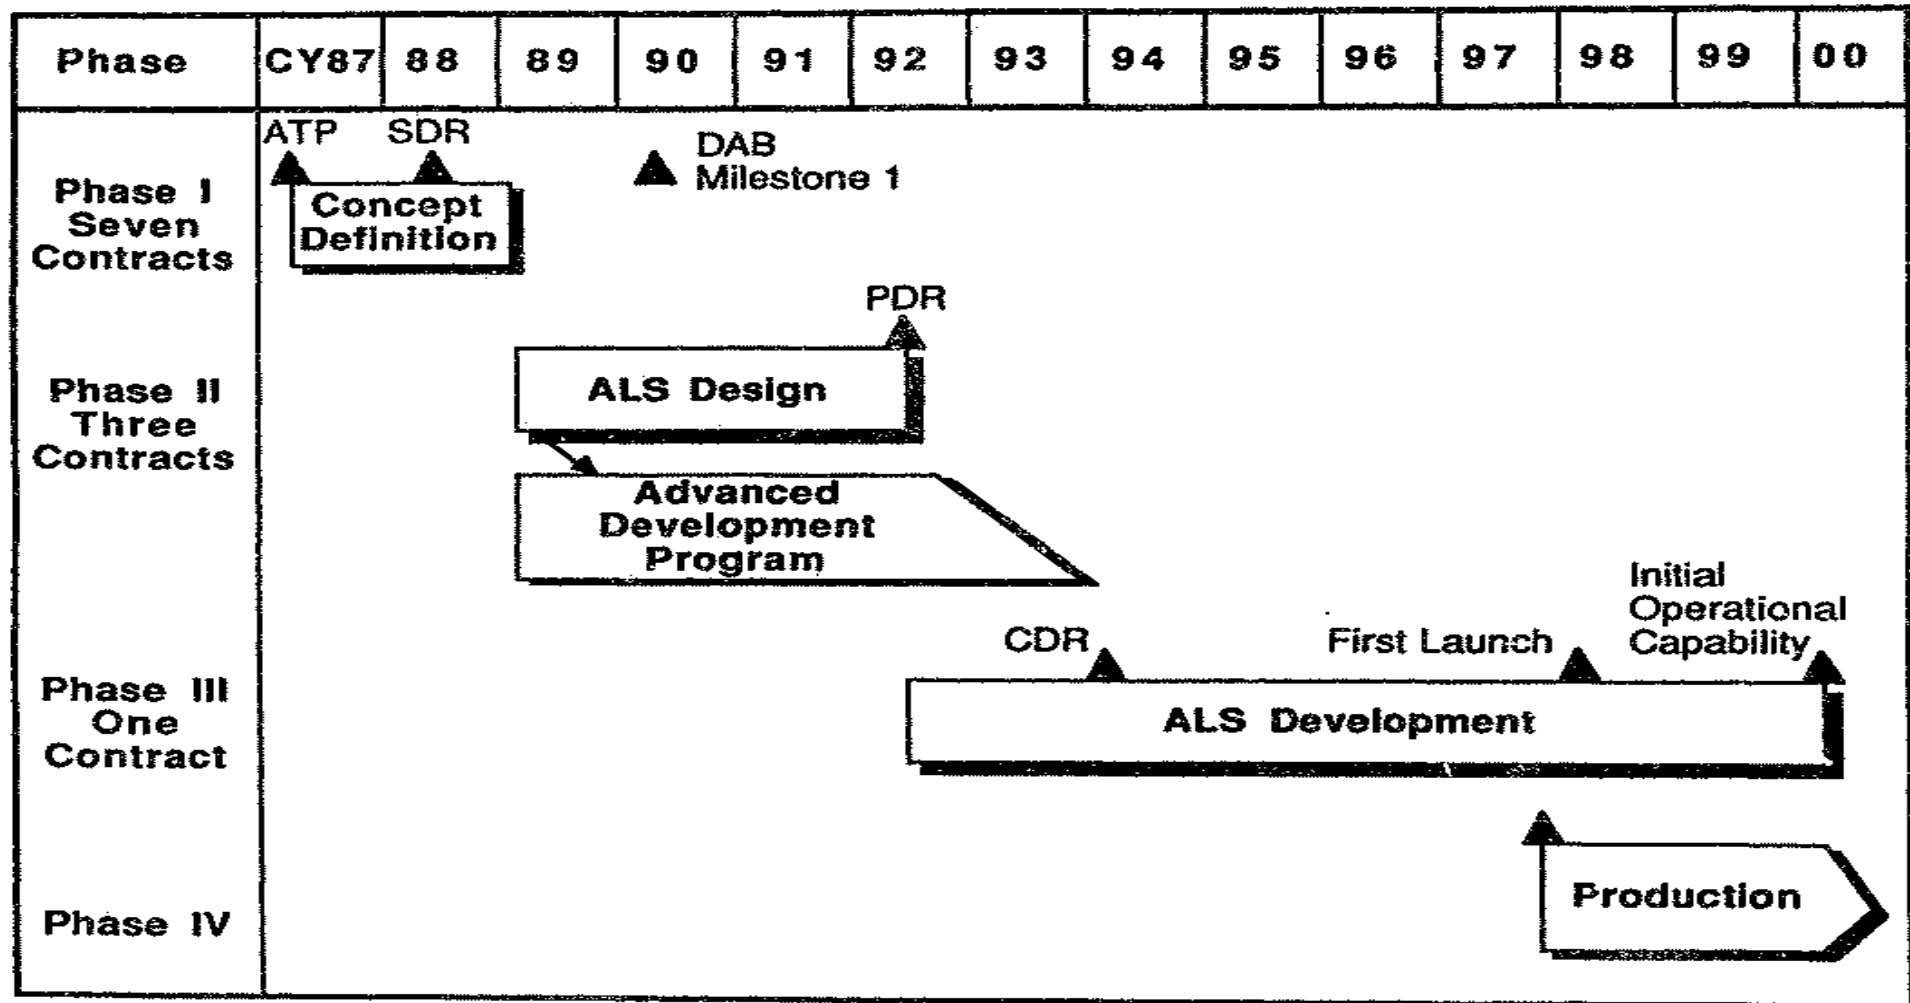 Phase CY87 88 89 90 91 92 93 94 95 96 97 98 99 00
ATP SDR
DAB
Milestone 1
Phase I
Seven
Contracts
Concept
Definition
PDR
Phase II
Three
Contracts
ALS Design
Advanced
Development
Program
Initial
Operational
Capability
CDR
First Launch
Phase III
One
Contract
ALS Development
Phase IV
Production